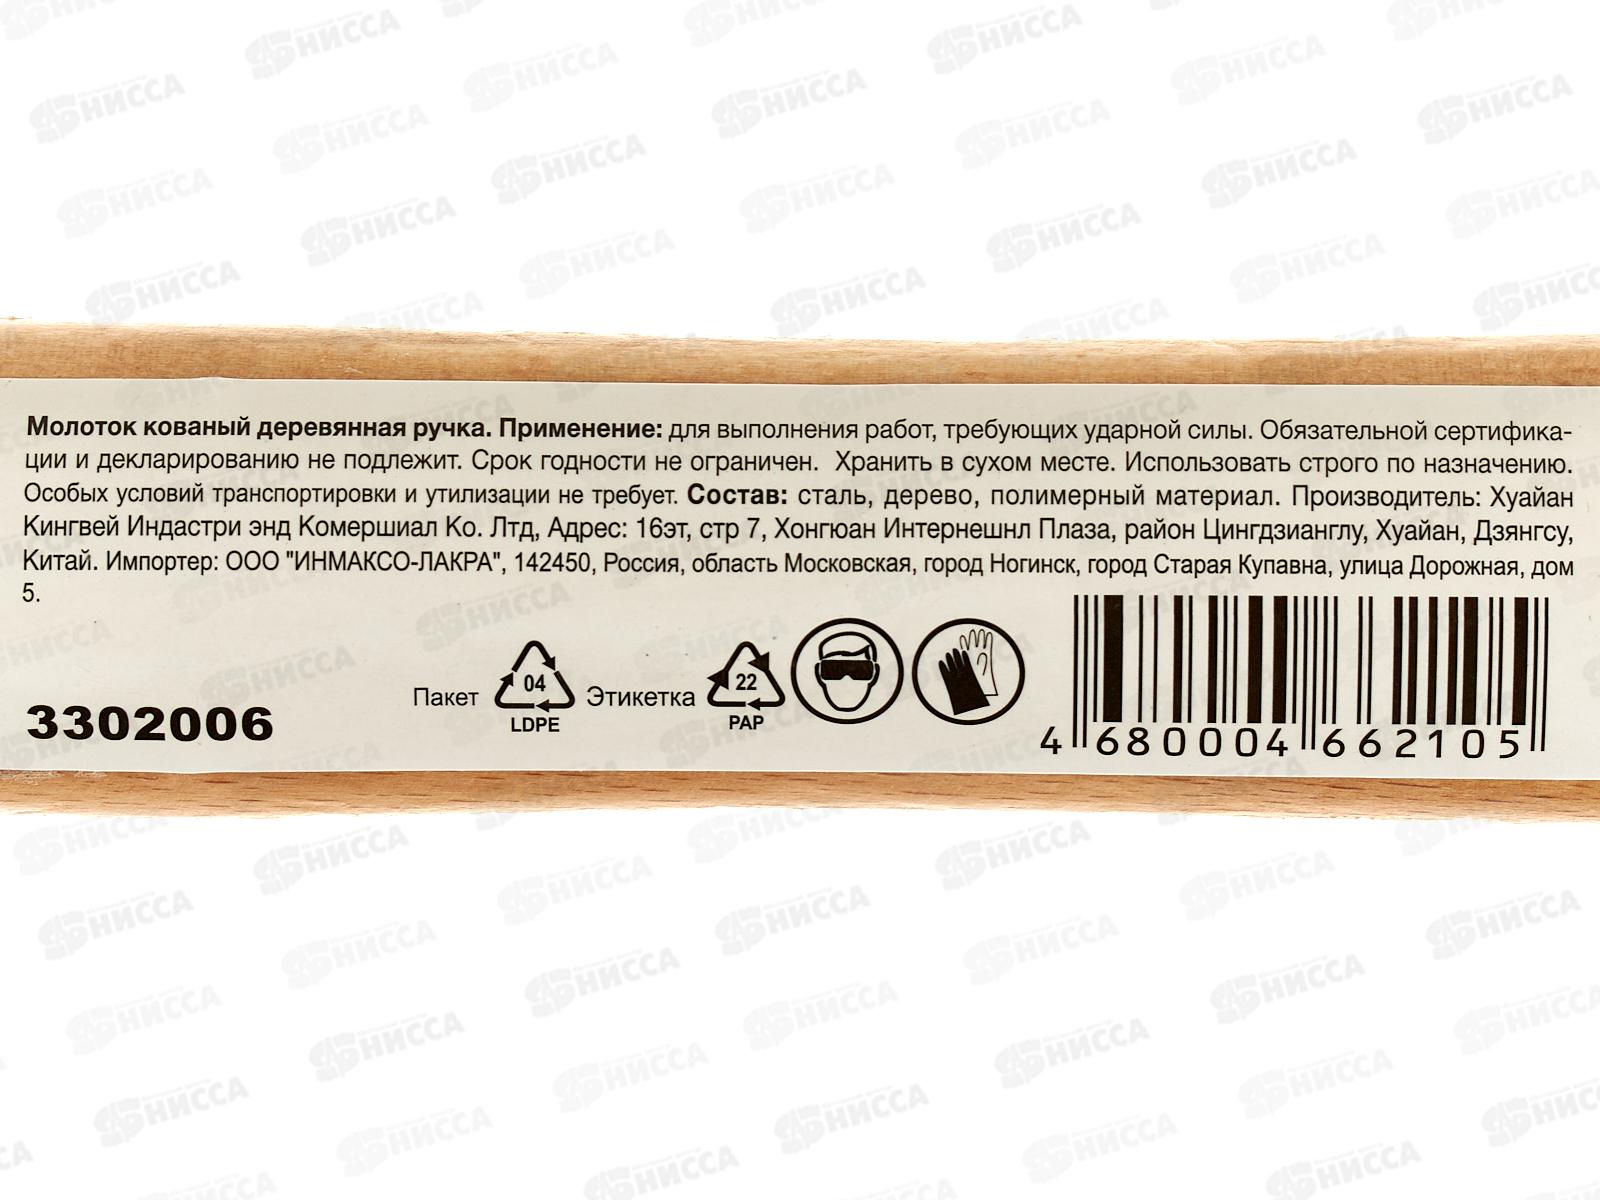 Молоток кованый деревянная ручка. Применение: для выполнения работ, требующих ударной силы. Обязательной сертифика-
ции и декларированию не подлежит. Срок годности не ограничен. Хранить в сухом месте. Использовать строго по назначению.
Особых условий транспортировки и утилизации не требует. Состав: сталь, дерево, полимерный материал. Производитель: Хуайан
Кингвей Индастри энд Комершиал Ко. Лтд, Адрес: 16эт, стр 7, Хонгюан Интернешнл Плаза, район Цингдзианглу, Хуайан, Дзянгсу,
Китай. Импортер: ООО "ИНМАКСО-ЛАКРА", 142450, Россия, область Московская, город Ногинск, город Старая Купавна, улица Дорожная, дом
5.
3302006
Пакет 04 LDPE Этикетка 22 PAP
4 680004 662105
НИССА